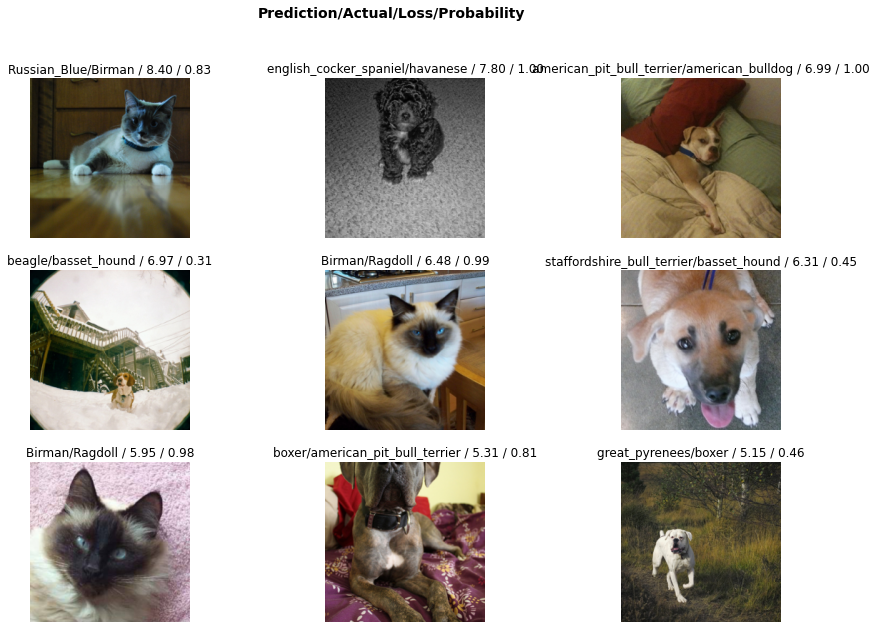 Prediction/Actual/Loss/Probability
Russian_Blue/Birman / 8.40 / 0.83
english_cocker_spaniel/havanese / 7.80 / 1.00
american_pit_bull_terrier/american_bulldog / 6.99 / 1.00
beagle/basset_hound / 6.97 / 0.31
Birman/Ragdoll / 6.48 / 0.99
staffordshire_bull_terrier/basset_hound / 6.31 / 0.45
Birman/Ragdoll / 5.95 / 0.98
boxer/american_pit_bull_terrier / 5.31 / 0.81
great_pyrenees/boxer / 5.15 / 0.46